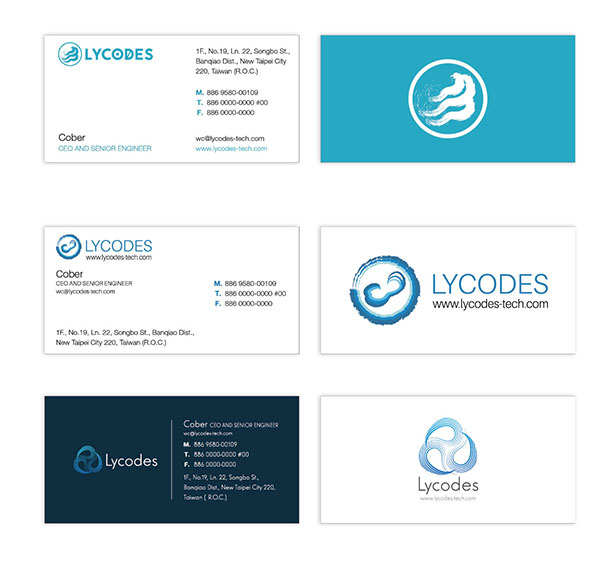 LYCODES
1F., No.19, Ln. 22, Songbo St.,
Banqiao Dist., New Taipei City
220, Taiwan (R.O.C.)
M. 886 9580-00109
T. 886 0000-0000 #00
F. 886 0000-0000
Cober
CEO AND SENIOR ENGINEER
wc@lycodes-tech.com
www.lycodes-tech.com
LYCODES
www.lycodes-tech.com
Cober
CEO AND SENIOR ENGINEER
wc@lycodes-tech.com
M. 886 9580-00109
T. 886 0000-0000 #00
F. 886 0000-0000
1F., No.19, Ln. 22, Songbo St., Banqiao Dist.,
New Taipei City 220, Taiwan (R.O.C.)
LYCODES
www.lycodes-tech.com
Lycodes
Cober CEO AND SENIOR ENGINEER
wc@lycodes-tech.com
M. 886 9580-00109
T. 886 0000-0000 #00
F. 886 0000-0000
1F., No.19, Ln. 22, Songbo St.,
Banqiao Dist., New Taipei City 220,
Taiwan ( R.O.C.)
Lycodes
www.lycodes-tech.com